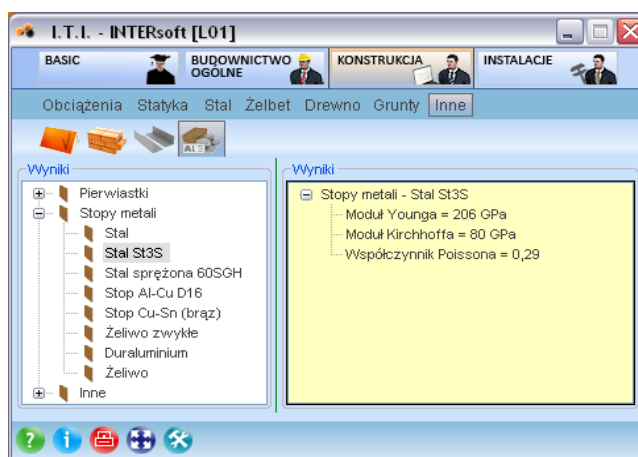 I.T.I. - INTERsoft [L01]
BASIC
BUDOWNICTWO
OGÓLNE
KONSTRUKCJA
INSTALACJE
Obciążenia Statyka Stal Żelbet Drewno Grunty Inne
AL
Wyniki
Pierwiastki
Stopy metali
Stal
Stal St3S
Stal sprężona 60SGH
Stop Al-Cu D16
Stop Cu-Sn (brąz)
Żeliwo zwykłe
Duraluminium
Żeliwo
Inne
Wyniki
Stopy metali - Stal St3S
Moduł Younga = 206 GPa
Moduł Kirchhoffa = 80 GPa
Współczynnik Poissona = 0,29